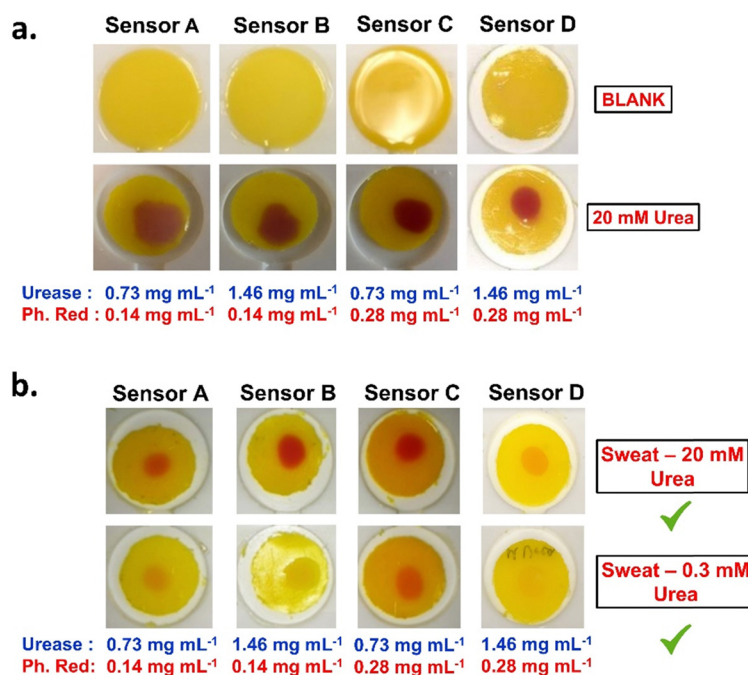 a.
Sensor A Sensor B Sensor C Sensor D
BLANK
20 mM Urea
Urease : 0.73 mg mL⁻¹ 1.46 mg mL⁻¹ 0.73 mg mL⁻¹ 1.46 mg mL⁻¹
Ph. Red : 0.14 mg mL⁻¹ 0.14 mg mL⁻¹ 0.28 mg mL⁻¹ 0.28 mg mL⁻¹
b.
Sensor A Sensor B Sensor C Sensor D
Sweat – 20 mM
Urea
Sweat – 0.3 mM
Urea
Urease : 0.73 mg mL⁻¹ 1.46 mg mL⁻¹ 0.73 mg mL⁻¹ 1.46 mg mL⁻¹
Ph. Red: 0.14 mg mL⁻¹ 0.14 mg mL⁻¹ 0.28 mg mL⁻¹ 0.28 mg mL⁻¹